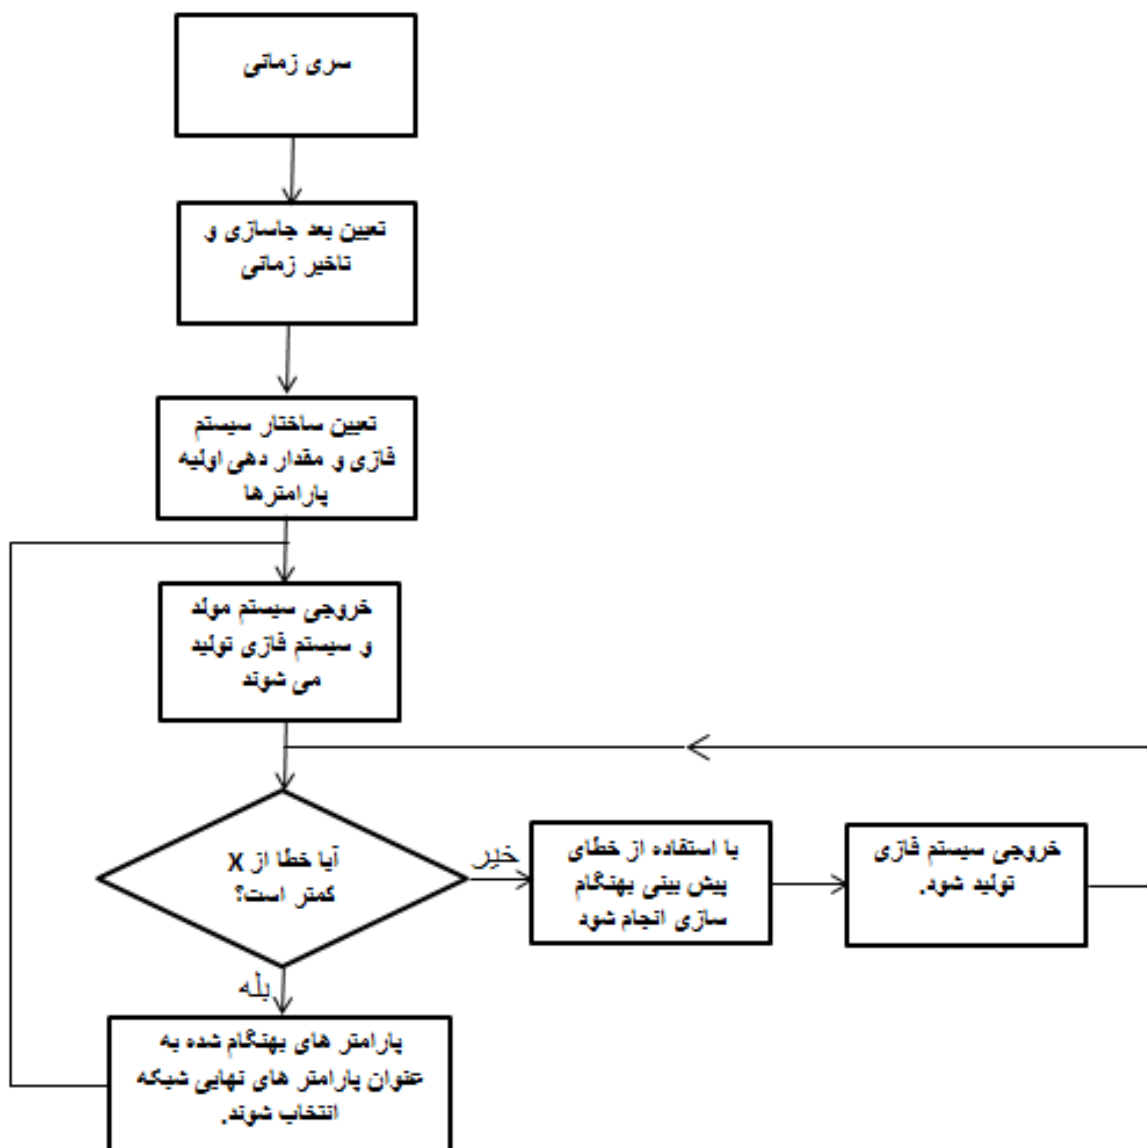 سری زمانی
تعیین بعد جاسازی و
تاخیر زمانی
تعیین ساختار سیستم
فازی و مقدار دهی اولیه
پارامترها
خروجی سیستم مولد
و سیستم فازی تولید
می شوند
آیا خطا از X
کمتر است؟
خیر
با استفاده از خطای
پیش بینی بهنگام
سازی انجام شود
خروجی سیستم فازی
تولید شود.
بله
پارامتر های بهنگام شده به
عنوان پارامتر های نهایی شبکه
انتخاب شوند.